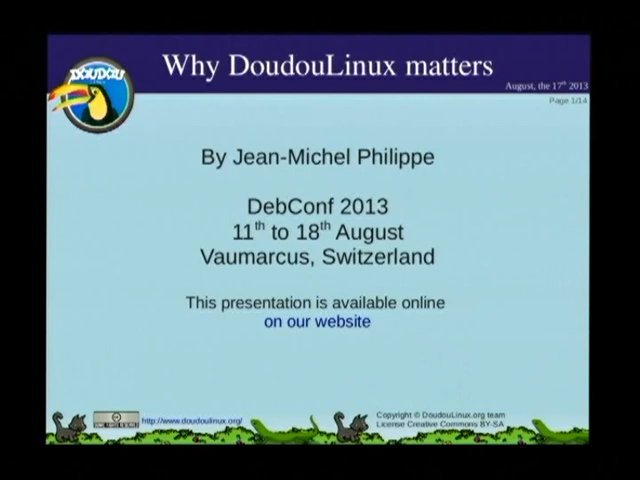 Why DoudouLinux matters
DOUDOU
August, the 17th 2013
Page 1/14
By Jean-Michel Philippe
DebConf 2013
11th to 18th August
Vaumarcus, Switzerland
This presentation is available online
on our website
http://www.doudoulinux.org/
Copyright © DoudouLinux.org team
License Creative Commons BY-SA